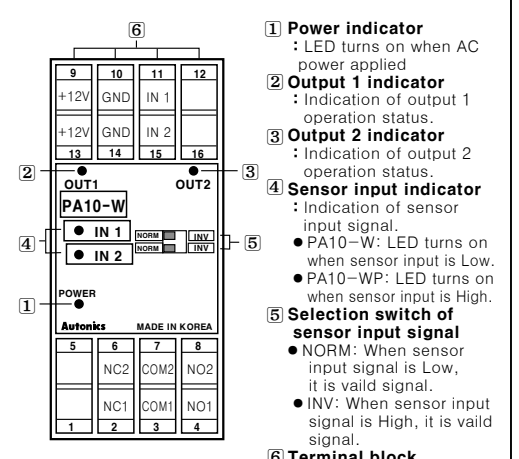 6
9 10 11 12
+12V GND IN 1
+12V GND IN 2
13 14 15 16
2
3
OUT1 OUT2
PA10-W
4
IN 1 NORM INV
IN 2 NORM INV
5
1
POWER
Autonics MADE IN KOREA
5 6 7 8
NC2 COM2 NO2
NC1 COM1 NO1
1 2 3 4
1 Power indicator
: LED turns on when AC
power applied
2 Output 1 indicator
: Indication of output 1
operation status.
3 Output 2 indicator
: Indication of output 2
operation status.
4 Sensor input indicator
: Indication of sensor
input signal.
● PA10-W: LED turns on
when sensor input is Low.
● PA10-WP: LED turns on
when sensor input is High.
5 Selection switch of
sensor input signal
● NORM: When sensor
input signal is Low,
it is vaild signal.
● INV: When sensor input
signal is High, it is vaild
signal.
6 Terminal block